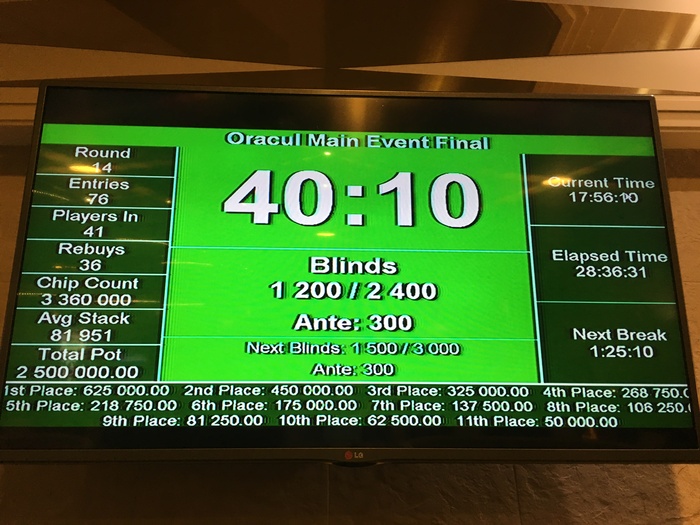 Oracul Main Event Final
Round
14
Entries
76
Players In
41
Rebuys
36
Chip Count
3 360 000
Avg Stack
81 951
Total Pot
2 500 000.00
40:10
Blinds
1 200 / 2 400
Ante: 300
Next Blinds: 1 500 / 3 000
Ante: 300
Current Time
17:56:10
Elapsed Time
28:36:31
Next Break
1:25:10
1st Place: 625 000.00 2nd Place: 450 000.00 3rd Place: 325 000.00 4th Place: 268 750.0
5th Place: 218 750.00 6th Place: 175 000.00 7th Place: 137 500.00 8th Place: 106 250.0
9th Place: 81 250.00 10th Place: 62 500.00 11th Place: 50 000.00
LG